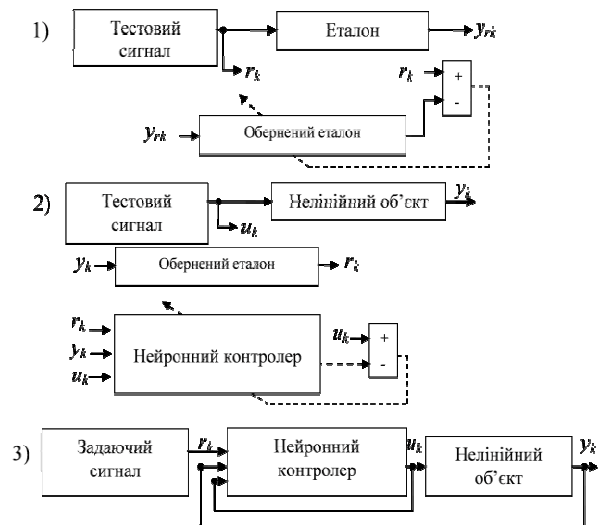 1)
Тестовий
сигнал
Еталон
y_rk
r_k
r_k
+
-
y_rk
Обернений еталон
2)
Тестовий
сигнал
Нелінійний об’єкт
y_k
u_k
y_k
Обернений еталон
r_k
r_k
y_k
u_k
Нейронний контролер
u_k
+
-
3)
Задаючий
сигнал
r_k
Нейронний
контролер
u_k
Нелінійний
об’єкт
y_k